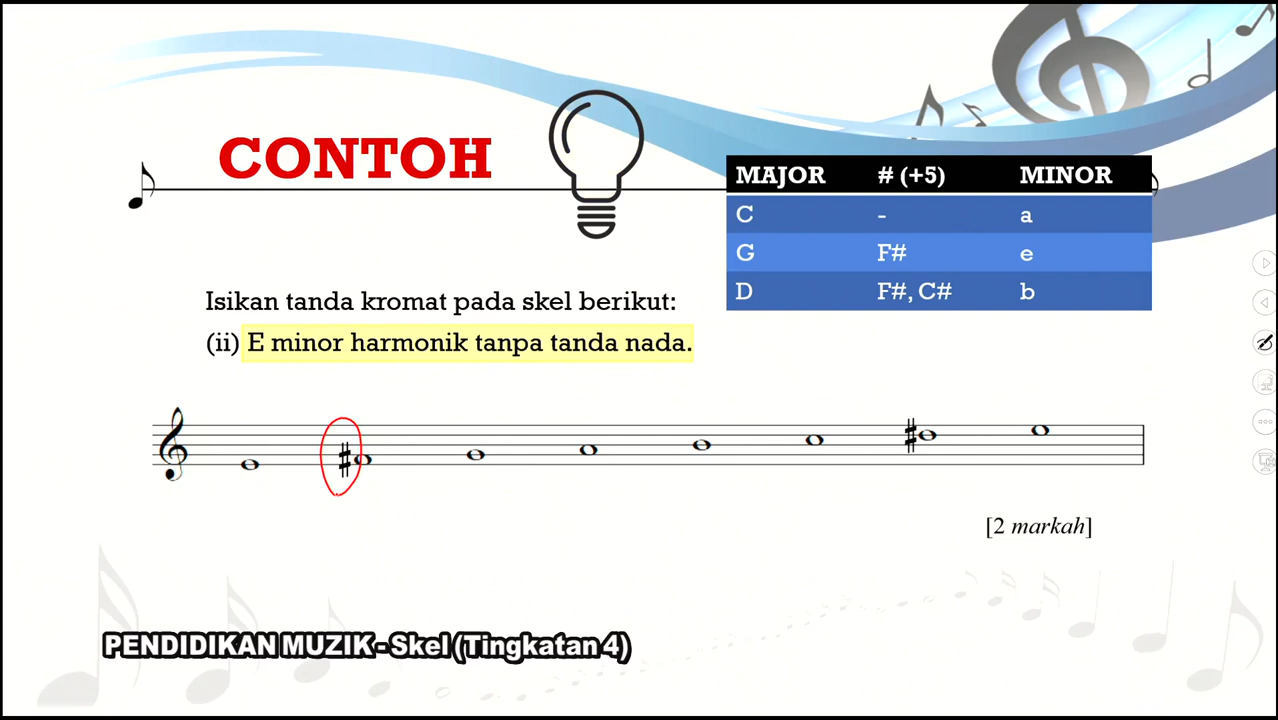 CONTOH
MAJOR # (+5) MINOR
C - a
G F# e
D F#, C# b
Isikan tanda kromat pada skel berikut:
(ii) E minor harmonik tanpa tanda nada.
[2 markah]
PENDIDIKAN MUZIK - Skel (Tingkatan 4)